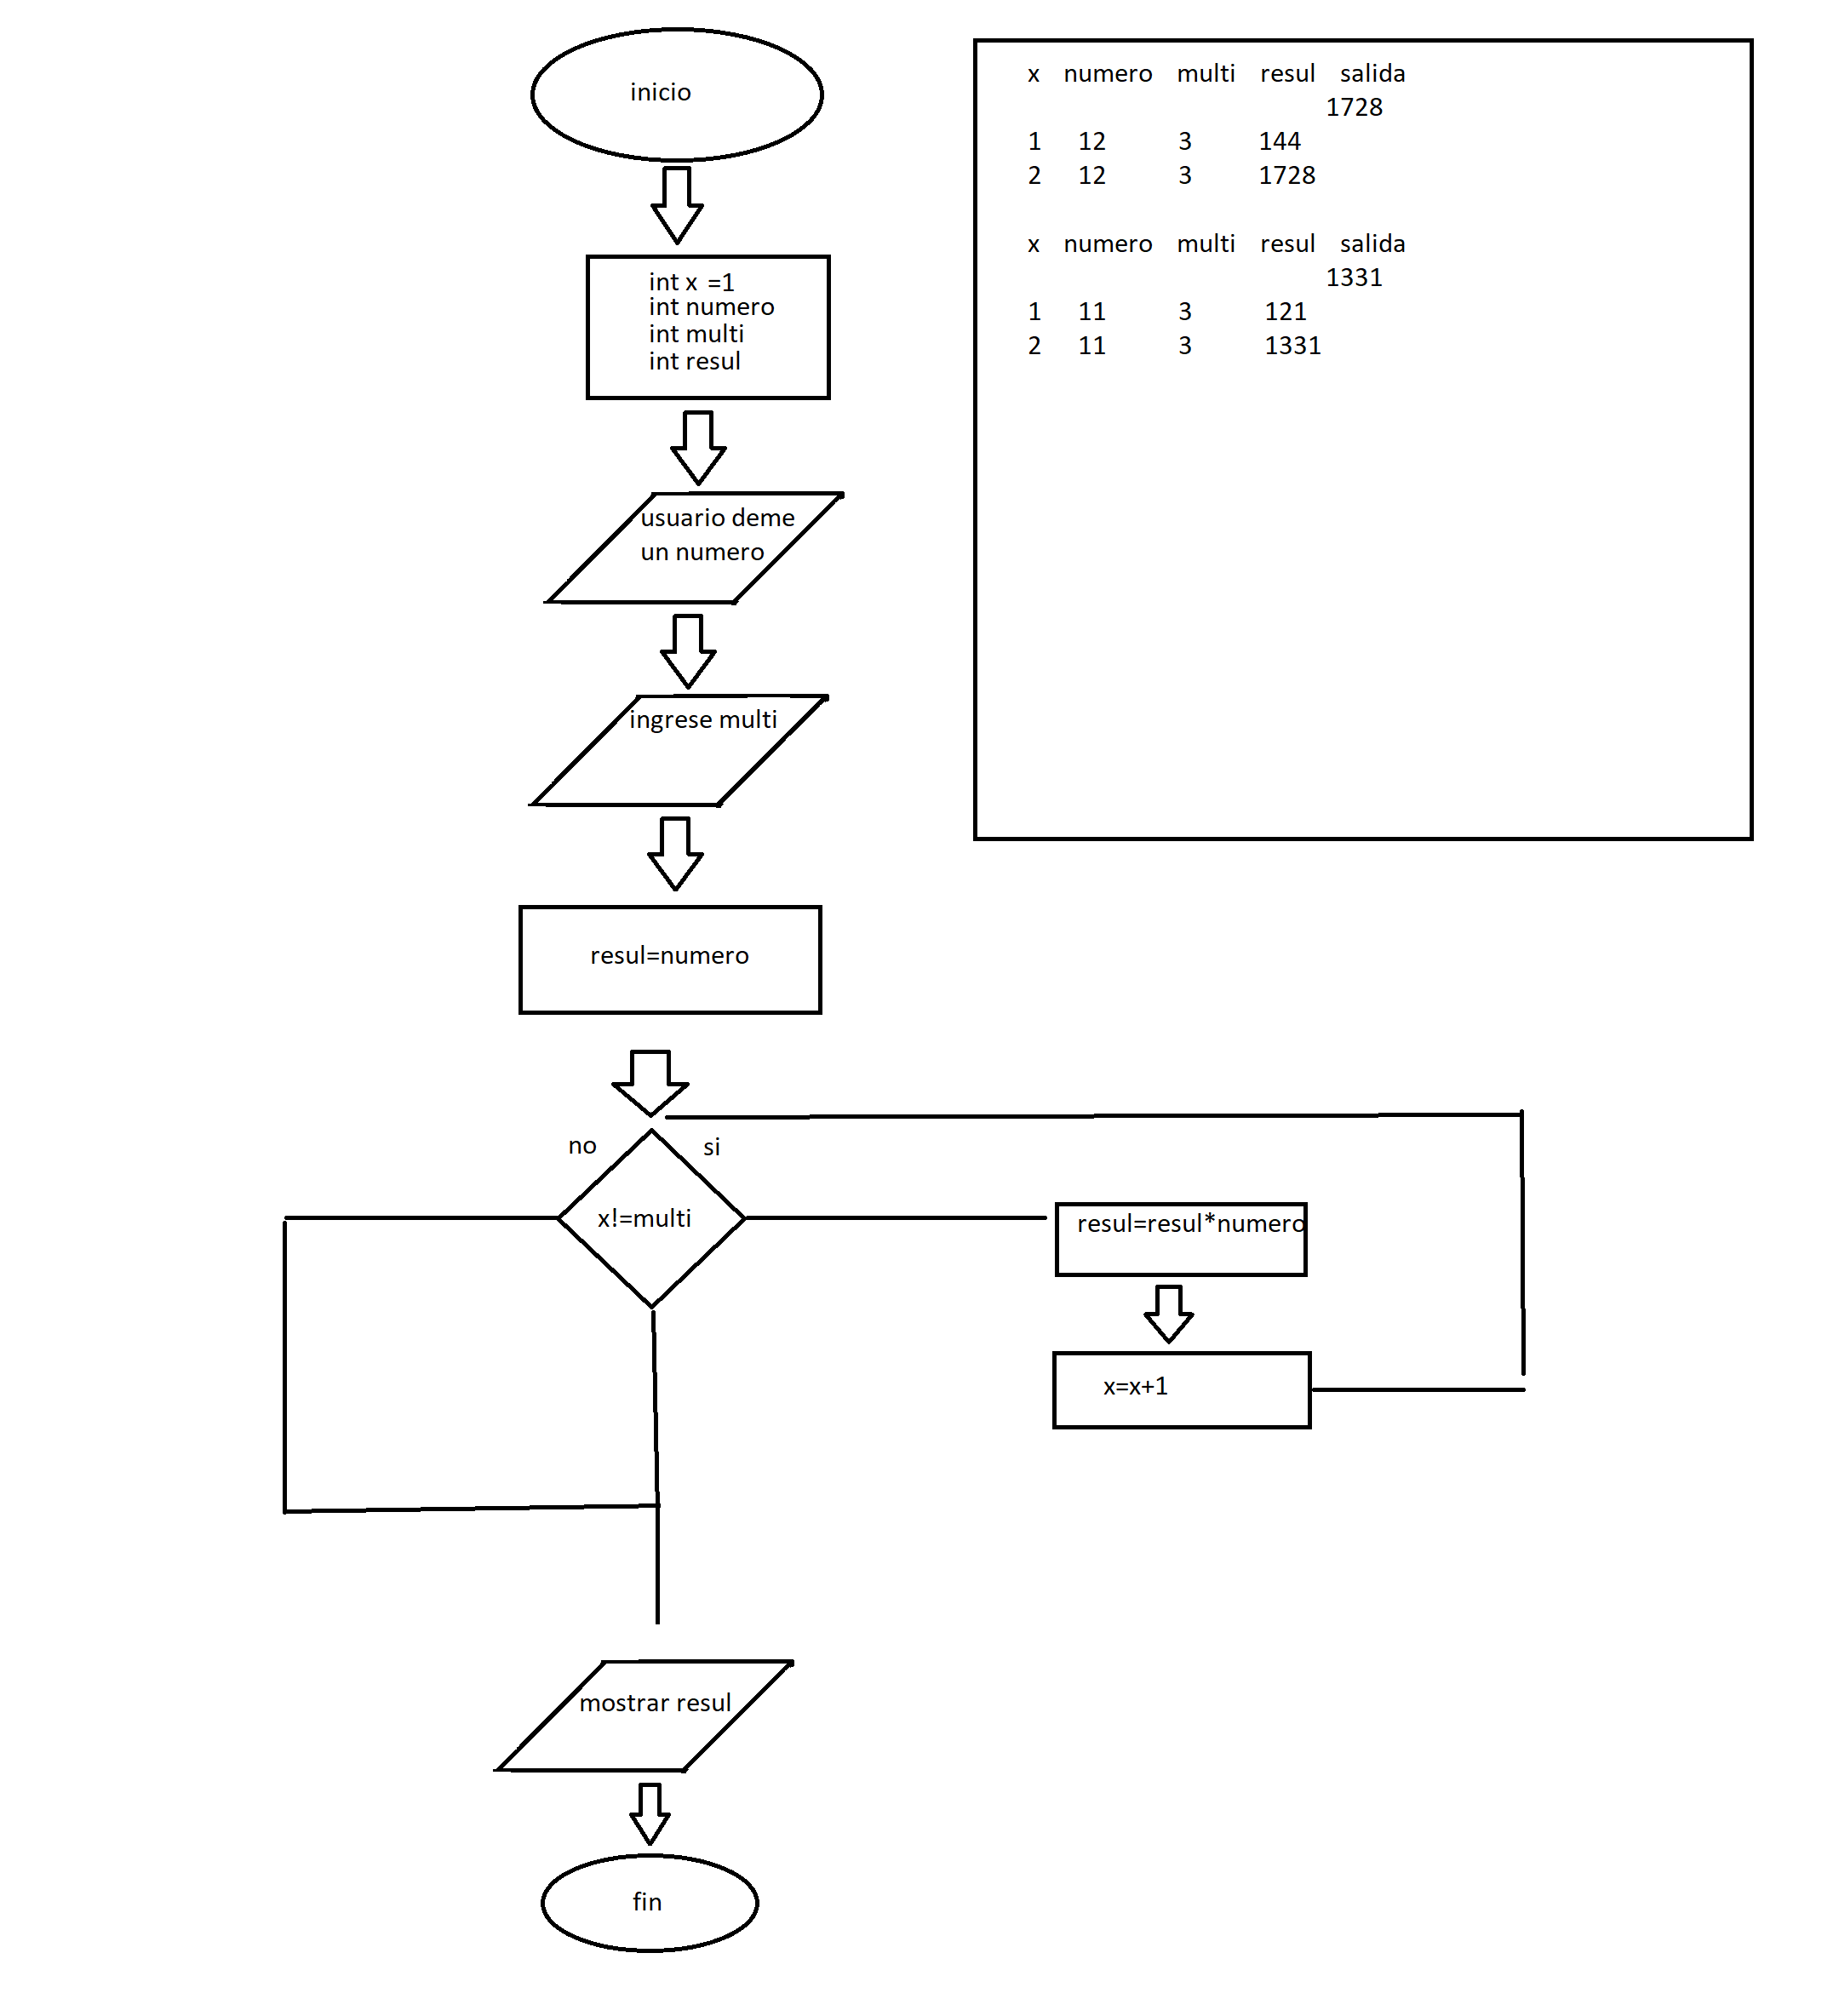 inicio
int x =1
int numero
int multi
int resul
usuario deme
un numero
ingrese multi
resul=numero
no
si
x!=multi
resul=resul*numero
x=x+1
mostrar resul
fin
x numero multi resul salida
1728
1 12 3 144
2 12 3 1728
x numero multi resul salida
1331
1 11 3 121
2 11 3 1331